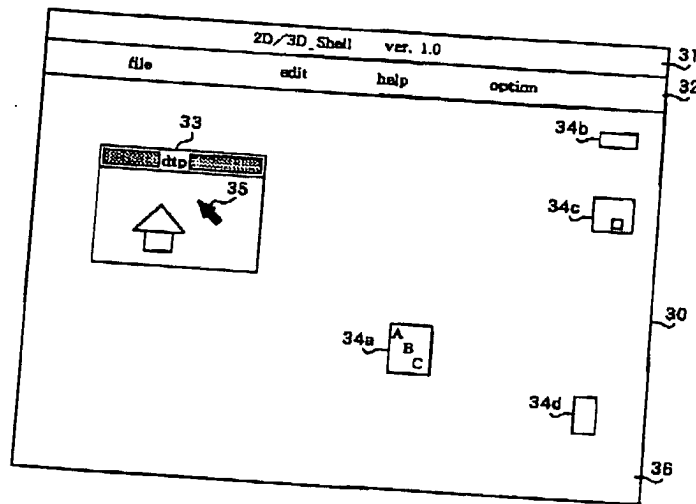 2D/3D_Shell ver. 1.0
31
file edit help option
32
33
34b
dtp
35
34c
30
34a
A
B
C
34d
36